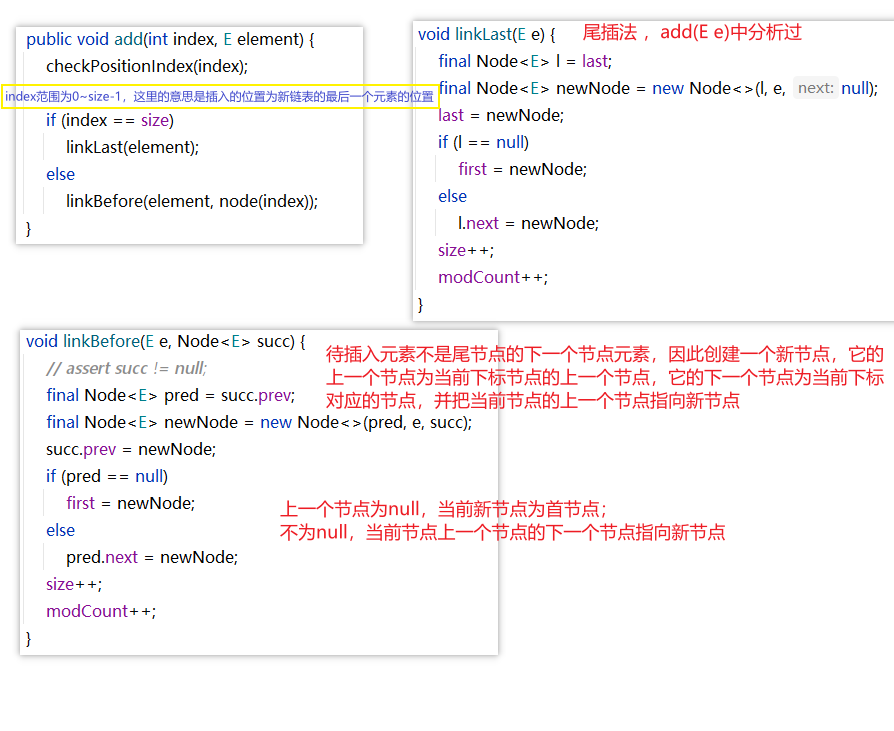 public void add(int index, E element) {
checkPositionIndex(index);
index范围为0~size-1，这里的意思是插入的位置为新链表的最后一个元素的位置
if (index == size)
linkLast(element);
else
linkBefore(element, node(index));
}
void linkLast(E e) {
尾插法 ，add(E e)中分析过
final Node<E> l = last;
final Node<E> newNode = new Node<>(l, e, next: null);
last = newNode;
if (l == null)
first = newNode;
else
l.next = newNode;
size++;
modCount++;
}
void linkBefore(E e, Node<E> succ) {
// assert succ != null;
final Node<E> pred = succ.prev;
final Node<E> newNode = new Node<>(pred, e, succ);
succ.prev = newNode;
if (pred == null)
first = newNode;
else
pred.next = newNode;
size++;
modCount++;
}
待插入元素不是尾节点的下一个节点元素，因此创建一个新节点，它的
上一个节点为当前下标节点的上一个节点，它的下一个节点为当前下标
对应的节点，并把当前节点的上一个节点指向新节点
上一个节点为null，当前新节点为首节点；
不为null，当前节点上一个节点的下一个节点指向新节点